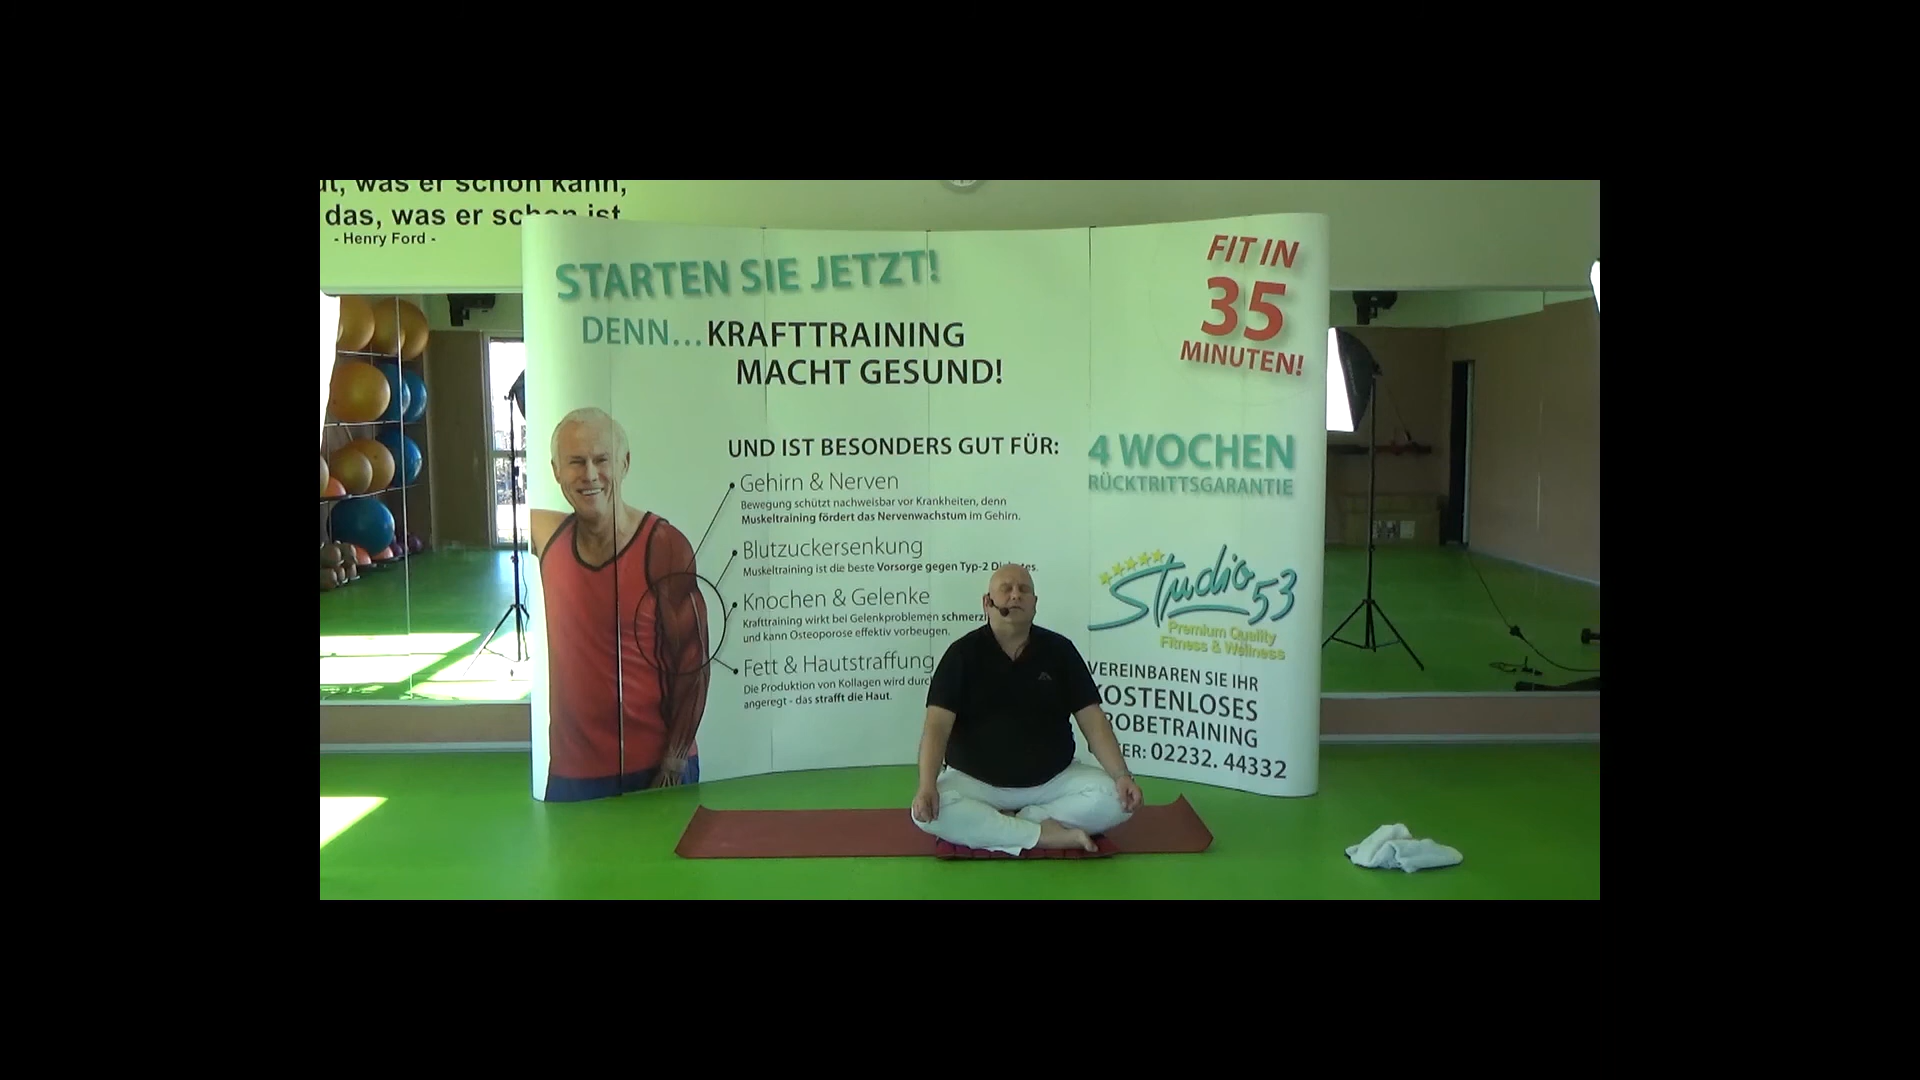 was er schon kann,
das, was er schon ist
- Henry Ford -
STARTEN SIE JETZT!
DENN... KRAFTTRAINING
MACHT GESUND!
UND IST BESONDERS GUT FÜR:
Gehirn & Nerven
Bewegung schützt nachweisbar vor Krankheiten, denn
Muskeltraining fördert das Nervenwachstum im Gehirn.
Blutzuckersenkung
Muskeltraining ist die beste Vorsorge gegen Typ-2
Knochen & Gelenke
Krafttraining wirkt bei Gelenkproblemen
und kann Osteoporose effektiv vorbeugen.
Fett & Hautstraffung
Die Produktion von Kollagen wird
angeregt - das strafft die Haut.
FIT IN
35
MINUTEN!
4 WOCHEN
RÜCKTRITTSGARANTIE
Studio 53
Premium Quality
Fitness & Wellness
VEREINBAREN SIE IHR
KOSTENLOSES
ROBETRAINING
02232. 44332